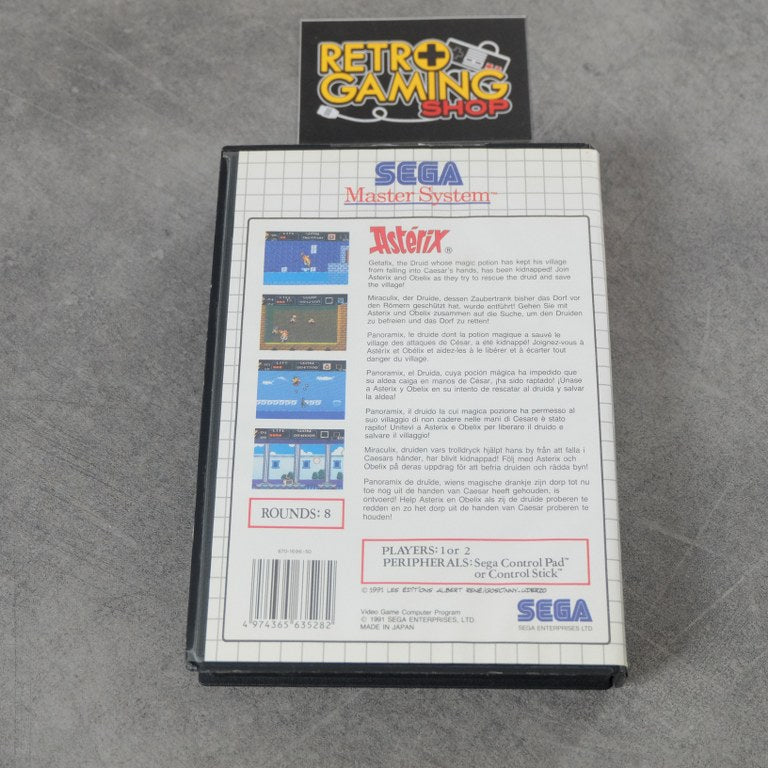 RETRO
GAMING
SHOP
SEGA
Master System™
Astérix®
Getafix, the Druid whose magic potion has kept his village
from falling into Caesar's hands, has been kidnapped! Join
Asterix and Obelix as they try to rescue the druid and save
the village!
Miraculix, der Druide, dessen Zaubertrank bisher das Dorf vor
den Römern geschützt hat, wurde entführt! Gehen Sie mit
Asterix und Obelix zusammen auf die Suche, um den Druiden
zu befreien und das Dorf zu retten!
Panoramix, le druide dont la potion magique a sauvé le
village des attaques de César, a été kidnappé! Joignez-vous à
Astérix et Obélix et aidez-les à le libérer et à écarter tout
danger du village.
Panoramix, el Druida, cuya poción mágica ha impedido que
su aldea caiga en manos de César, ¡ha sido raptado! ¡Unase
a Asterix y Obelix en su intento de rescatar al druida y salvar
la aldea!
Panoramix, il druido la cui magica pozione ha permesso al
suo villaggio di non cadere nelle mani di Cesare è stato
rapito! Unitevi a Asterix e Obelix per liberare il druido e
salvare il villaggio!
Miraculix, druiden vars trolldryck hjälpt hans by från att falla i
Caesars händer, har blivit kidnappad! Följ med Asterix och
Obelix på deras uppdrag för att befria druiden och rädda byn!
Panoramix de druïde, wiens magische drankje zijn dorp tot nu
toe nog uit de handen van Caesar heeft gehouden, is
ontvoerd! Help Asterix en Obelix als zij de druïde proberen te
redden en zo het dorp uit de handen van Caesar proberen te
houden!
ROUNDS: 8
670-1696-50
4 974365 635282
PLAYERS: 1 or 2
PERIPHERALS: Sega Control Pad™
or Control Stick™
© 1991 LES ÉDITIONS ALBERT RENÉ/GOSCINNY-UDERZO
Video Game Computer Program
© 1991 SEGA ENTERPRISES, LTD.
MADE IN JAPAN
SEGA
SEGA ENTERPRISES LTD.